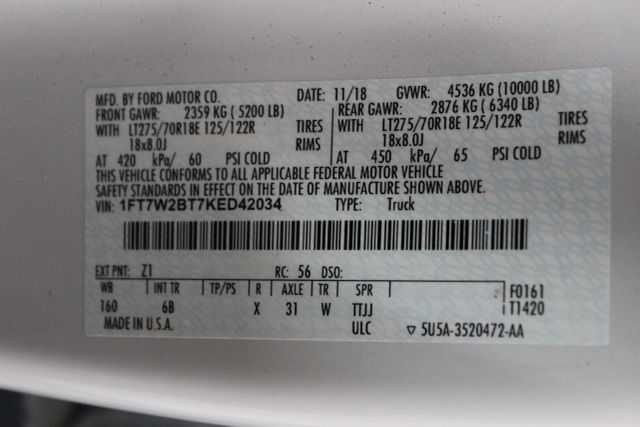 MFD. BY FORD MOTOR CO. DATE: 11/18 GVWR: 4536 KG (10000 LB)
FRONT GAWR: 2359 KG ( 5200 LB) REAR GAWR: 2876 KG ( 6340 LB)
WITH LT275/70R18E 125/122R TIRES WITH LT275/70R18E 125/122R TIRES
18x8.0J RIMS 18x8.0J RIMS
AT 420 kPa/ 60 PSI COLD AT 450 kPa/ 65 PSI COLD
THIS VEHICLE CONFORMS TO ALL APPLICABLE FEDERAL MOTOR VEHICLE
SAFETY STANDARDS IN EFFECT ON THE DATE OF MANUFACTURE SHOWN ABOVE.
VIN: 1FT7W2BT7KED42034 TYPE: Truck
EXT PNT: Z1 RC: 56 DSO:
WB INT TR TP/PS R AXLE TR SPR F0161
160 6B X 31 W TTJJ T1420
MADE IN U.S.A. ULC ▽ 5U5A-3520472-AA